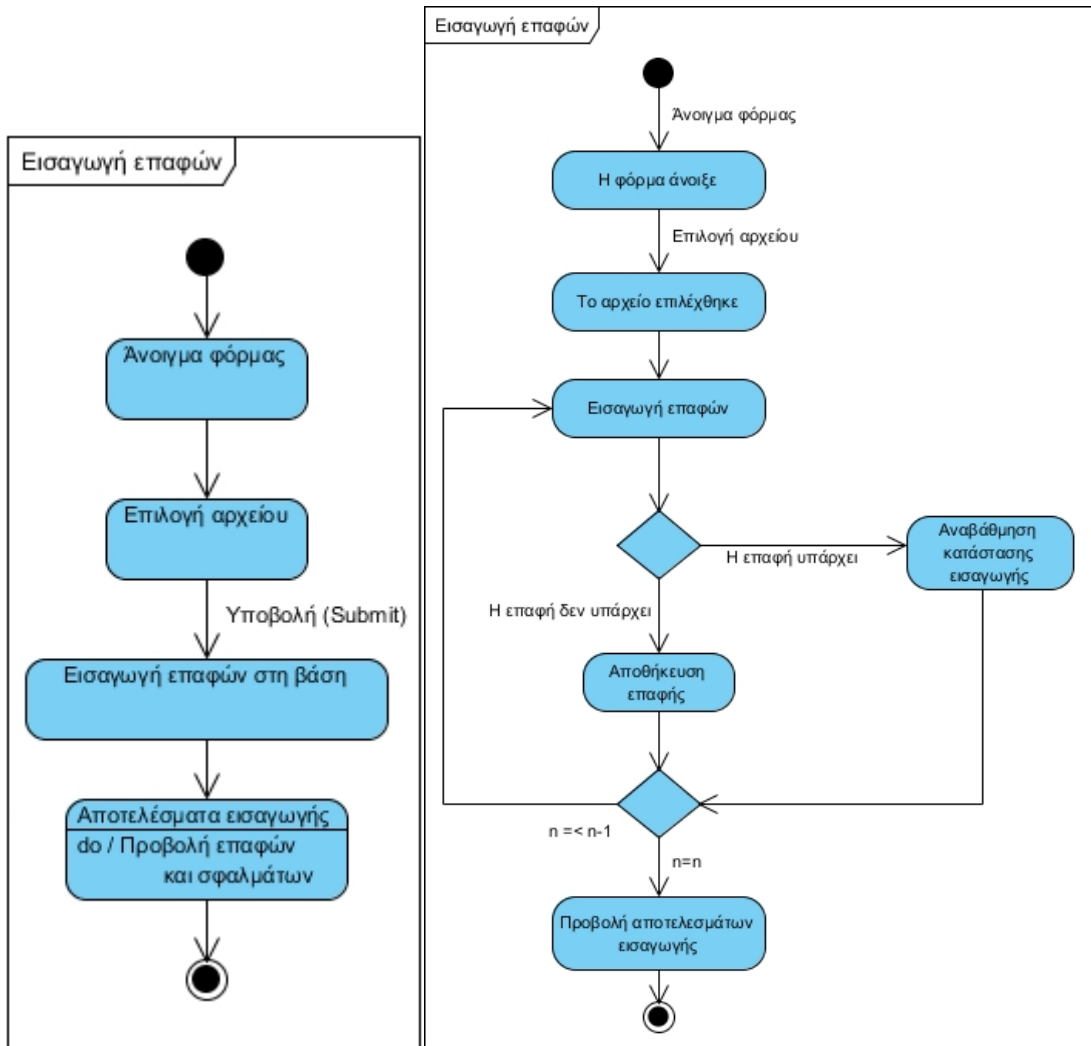 Εισαγωγή επαφών
Άνοιγμα φόρμας
Επιλογή αρχείου
Υποβολή (Submit)
Εισαγωγή επαφών στη βάση
Αποτελέσματα εισαγωγής
do / Προβολή επαφών
και σφαλμάτων
Εισαγωγή επαφών
Άνοιγμα φόρμας
Η φόρμα άνοιξε
Επιλογή αρχείου
Το αρχείο επιλέχθηκε
Εισαγωγή επαφών
Η επαφή υπάρχει
Αναβάθμηση
κατάστασης
εισαγωγής
Η επαφή δεν υπάρχει
Αποθήκευση
επαφής
n =< n-1
n=n
Προβολή αποτελεσμάτων
εισαγωγής